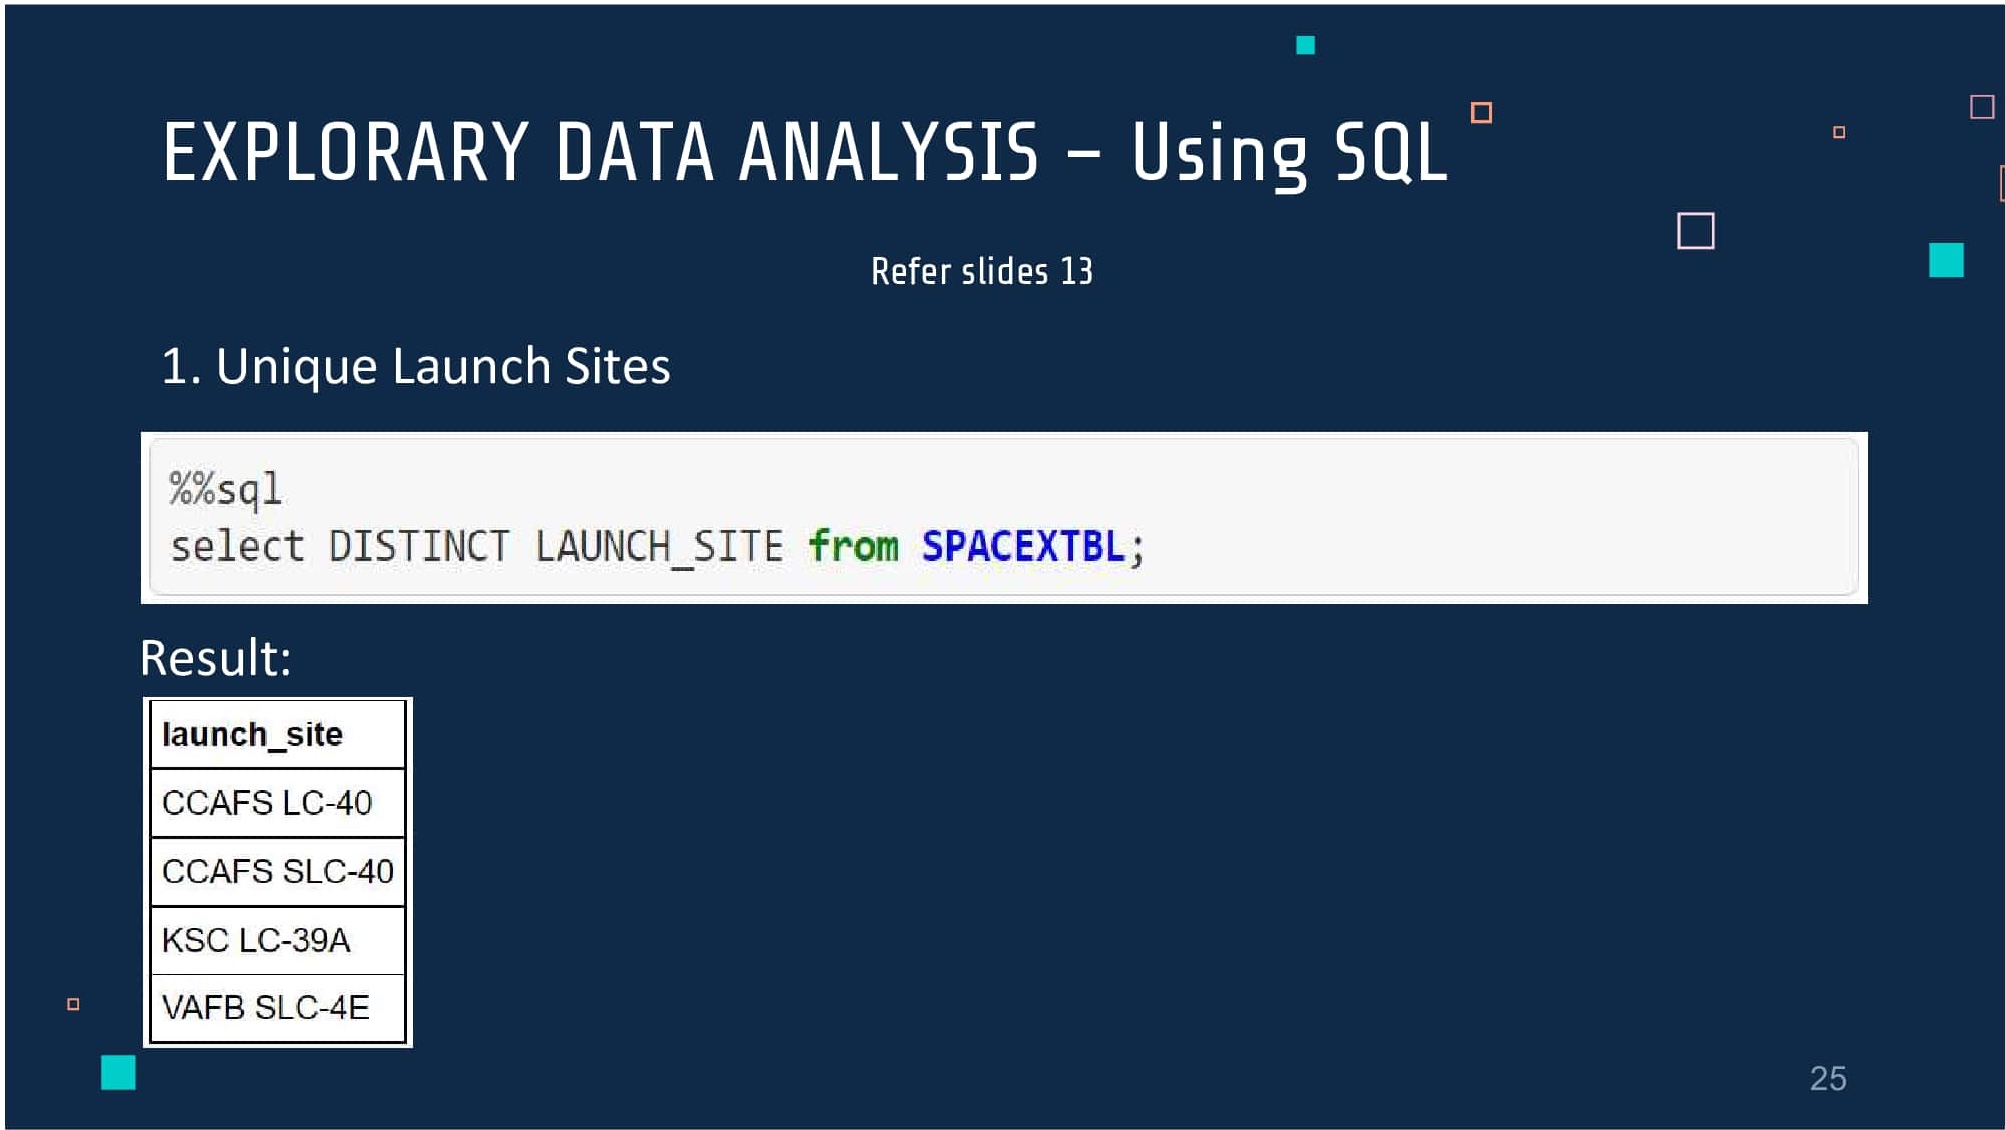 EXPLORARY DATA ANALYSIS – Using SQL
Refer slides 13
1. Unique Launch Sites
%%sql
select DISTINCT LAUNCH_SITE from SPACEXTBL;
Result:
launch_site
CCAFS LC-40
CCAFS SLC-40
KSC LC-39A
VAFB SLC-4E
25